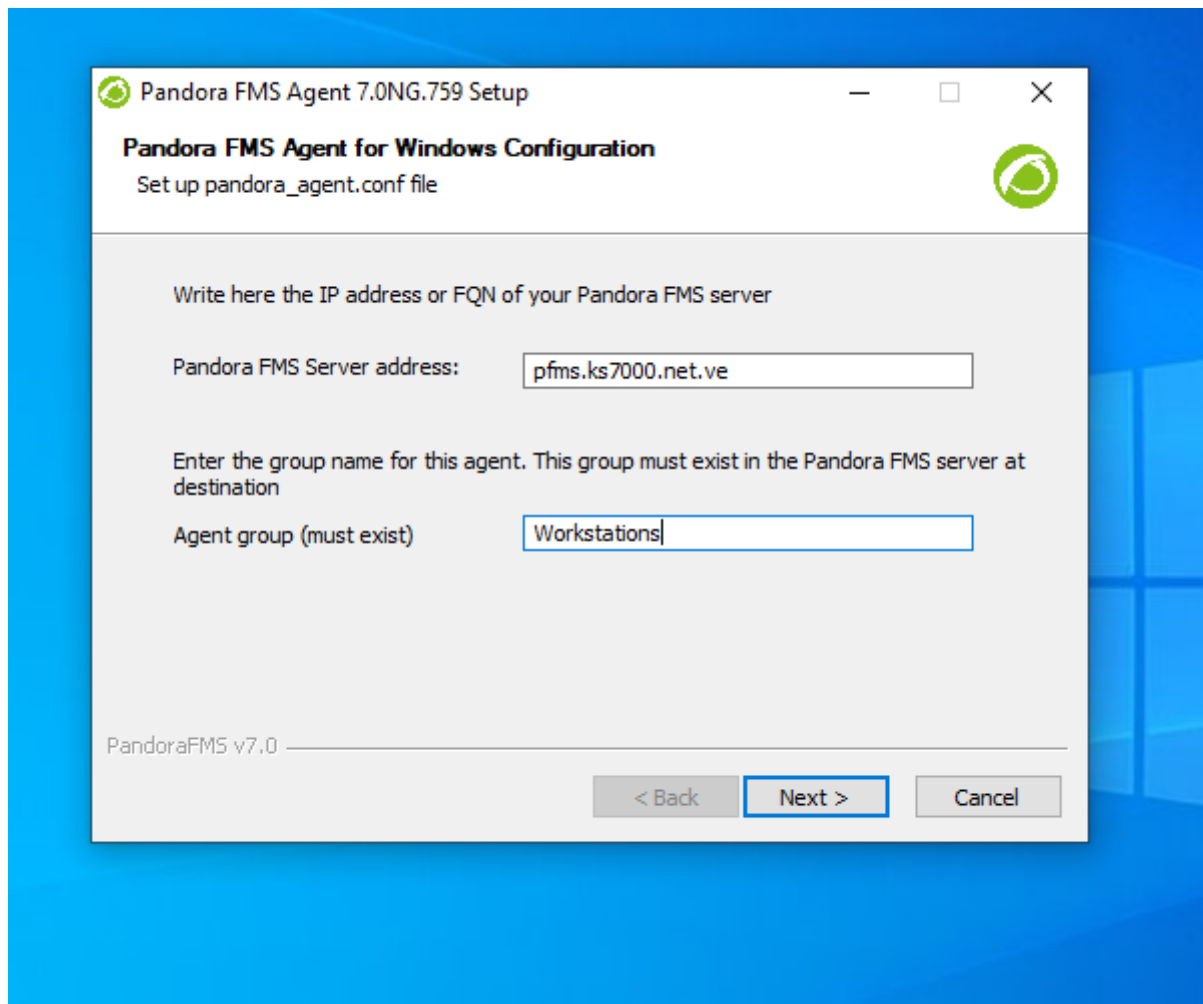 Pandora FMS Agent 7.0NG.759 Setup
Pandora FMS Agent for Windows Configuration
Set up pandora_agent.conf file
Write here the IP address or FQN of your Pandora FMS server
Pandora FMS Server address:
pfms.ks7000.net.ve
Enter the group name for this agent. This group must exist in the Pandora FMS server at
destination
Agent group (must exist)
Workstations
PandoraFMS v7.0
< Back
Next >
Cancel